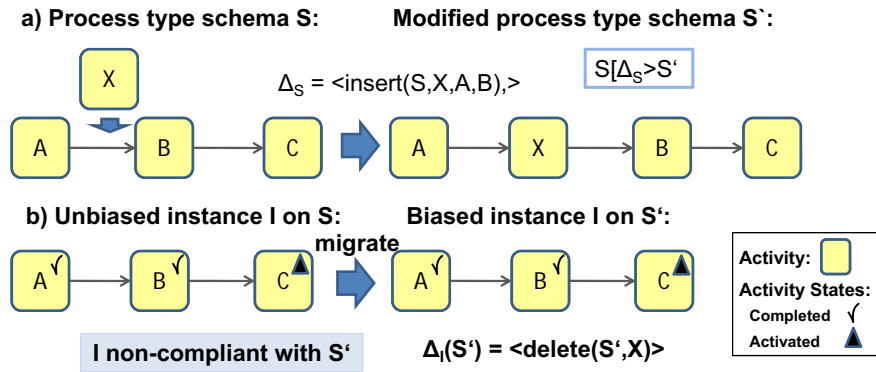 a) Process type schema S:
Modified process type schema S`:
X
ΔS = <insert(S,X,A,B),>
S[ΔS>S‘
A
B
C
A
X
B
C
b) Unbiased instance I on S:
Biased instance I on S‘:
migrate
A
B
C
A
B
C
I non-compliant with S‘
ΔI(S‘) = <delete(S‘,X)>
Activity:
Activity States:
Completed
Activated